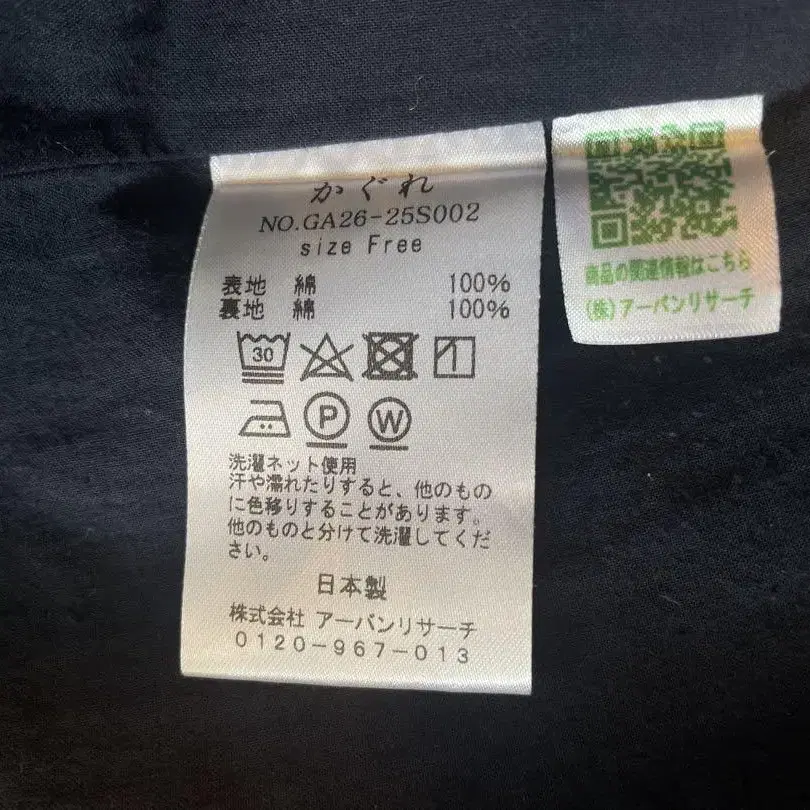 かぐれ
NO.GA26-25S002
size Free
表地 綿 100%
裏地 綿 100%
30
P W
洗濯ネット使用
汗や濡れたりすると、他のもの
に色移りすることがあります。
他のものと分けて洗濯してくだ
さい。
日本製
株式会社 アーバンリサーチ
0120-967-013
商品の関連情報はこちら
(株)アーバンリサーチ